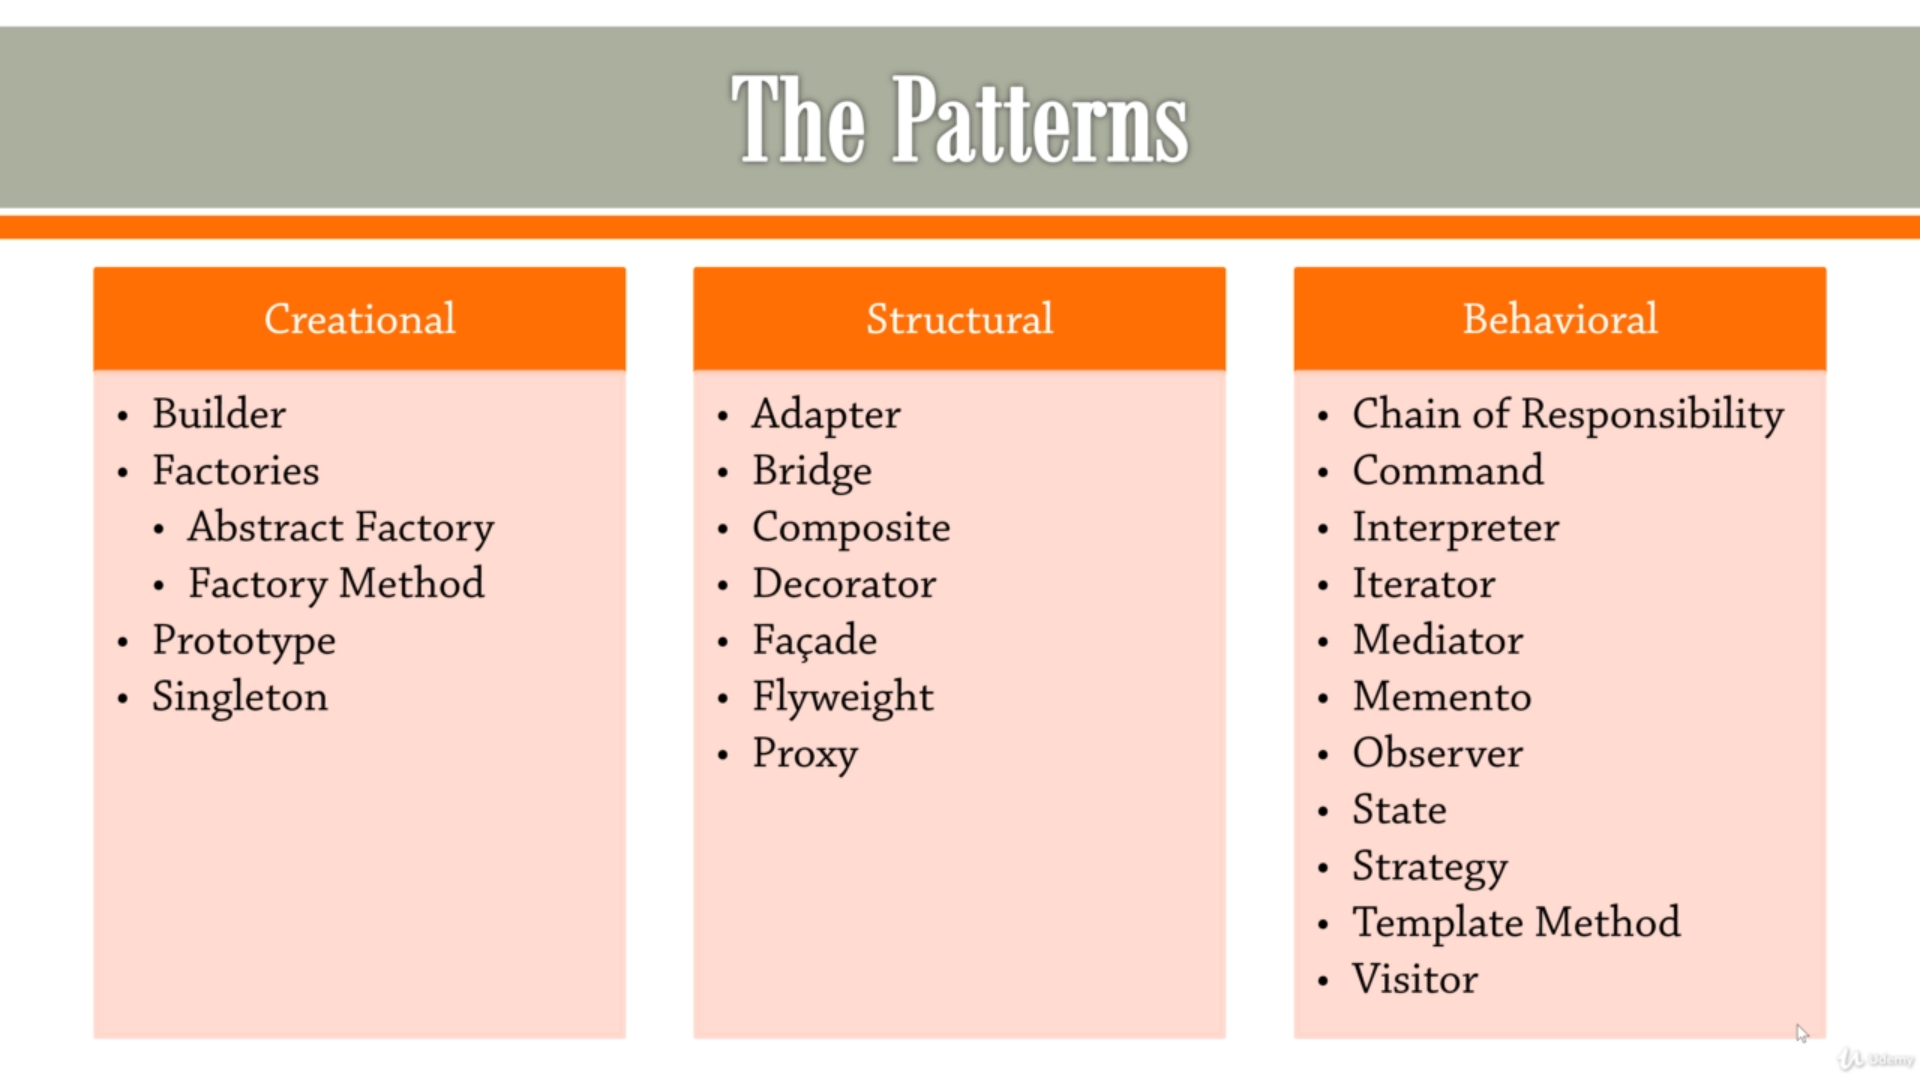 The Patterns
Creational
• Builder
• Factories
• Abstract Factory
• Factory Method
• Prototype
• Singleton
Structural
• Adapter
• Bridge
• Composite
• Decorator
• Façade
• Flyweight
• Proxy
Behavioral
• Chain of Responsibility
• Command
• Interpreter
• Iterator
• Mediator
• Memento
• Observer
• State
• Strategy
• Template Method
• Visitor
Udemy